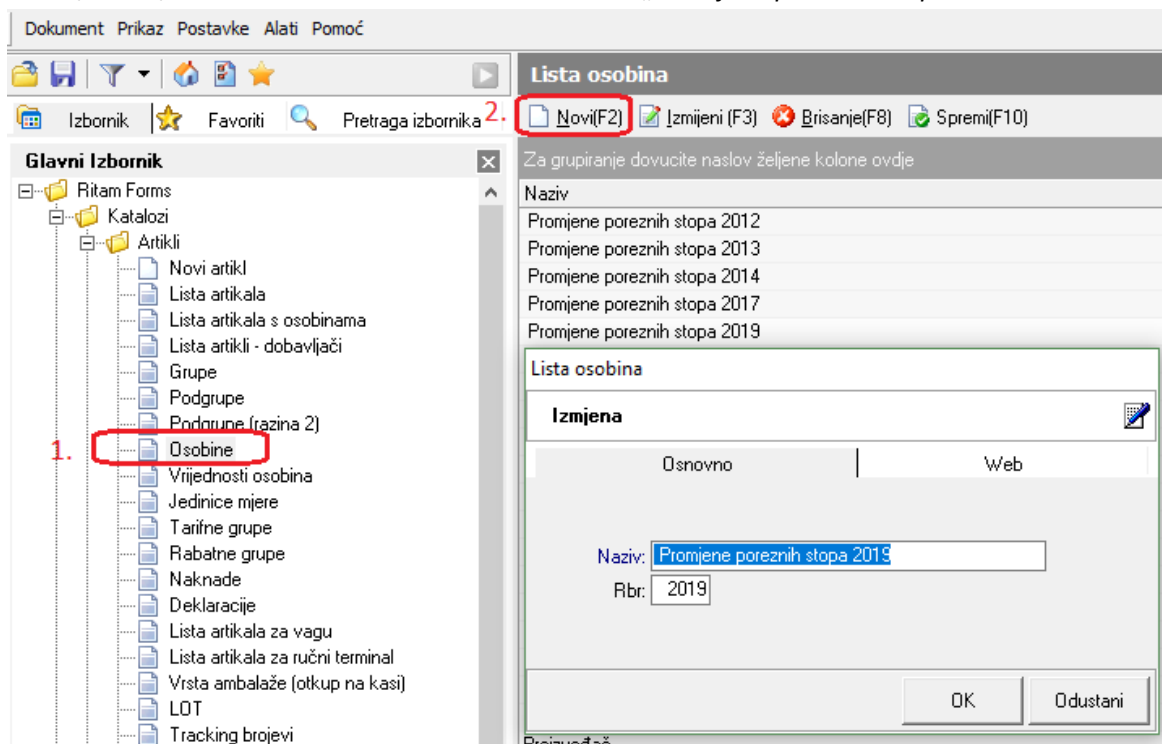 Dokument Prikaz Postavke Alati Pomoć
Izbornik Favoriti Pretraga izbornika
Glavni Izbornik
Ritam Forms
Katalozi
Artikli
Novi artikl
Lista artikala
Lista artikala s osobinama
Lista artikli - dobavljači
Grupe
Podgrupe
Podgrupe (razina 2)
1. Osobine
Vrijednosti osobina
Jedinice mjere
Tarifne grupe
Rabatne grupe
Naknade
Deklaracije
Lista artikala za vagu
Lista artikala za ručni terminal
Vrsta ambalaže (otkup na kasi)
LOT
Tracking brojevi
Lista osobina
2. Novi(F2) Izmijeni (F3) Brisanje(F8) Spremi(F10)
Za grupiranje dovucite naslov željene kolone ovdje
Naziv
Promjene poreznih stopa 2012
Promjene poreznih stopa 2013
Promjene poreznih stopa 2014
Promjene poreznih stopa 2017
Promjene poreznih stopa 2019
Lista osobina
Izmjena
Osnovno Web
Naziv: Promjene poreznih stopa 2019
Rbr: 2019
OK Odustani